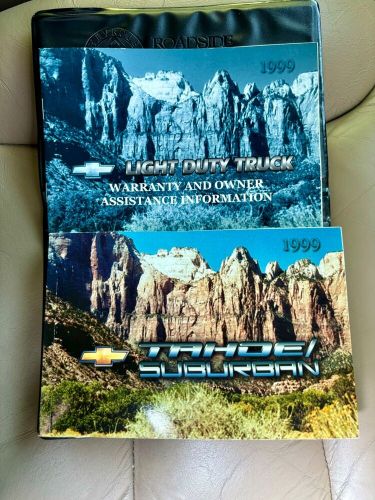 ROADSIDE
1999
LIGHT DUTY TRUCK
WARRANTY AND OWNER
ASSISTANCE INFORMATION
1999
TAHOE/
SUBURBAN